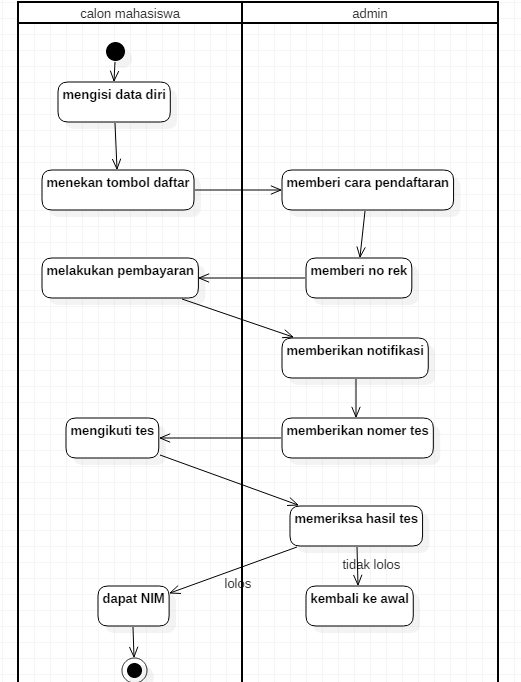 calon mahasiswa
admin
mengisi data diri
menekan tombol daftar
memberi cara pendaftaran
melakukan pembayaran
memberi no rek
memberikan notifikasi
mengikuti tes
memberikan nomer tes
memeriksa hasil tes
tidak lolos
lolos
dapat NIM
kembali ke awal